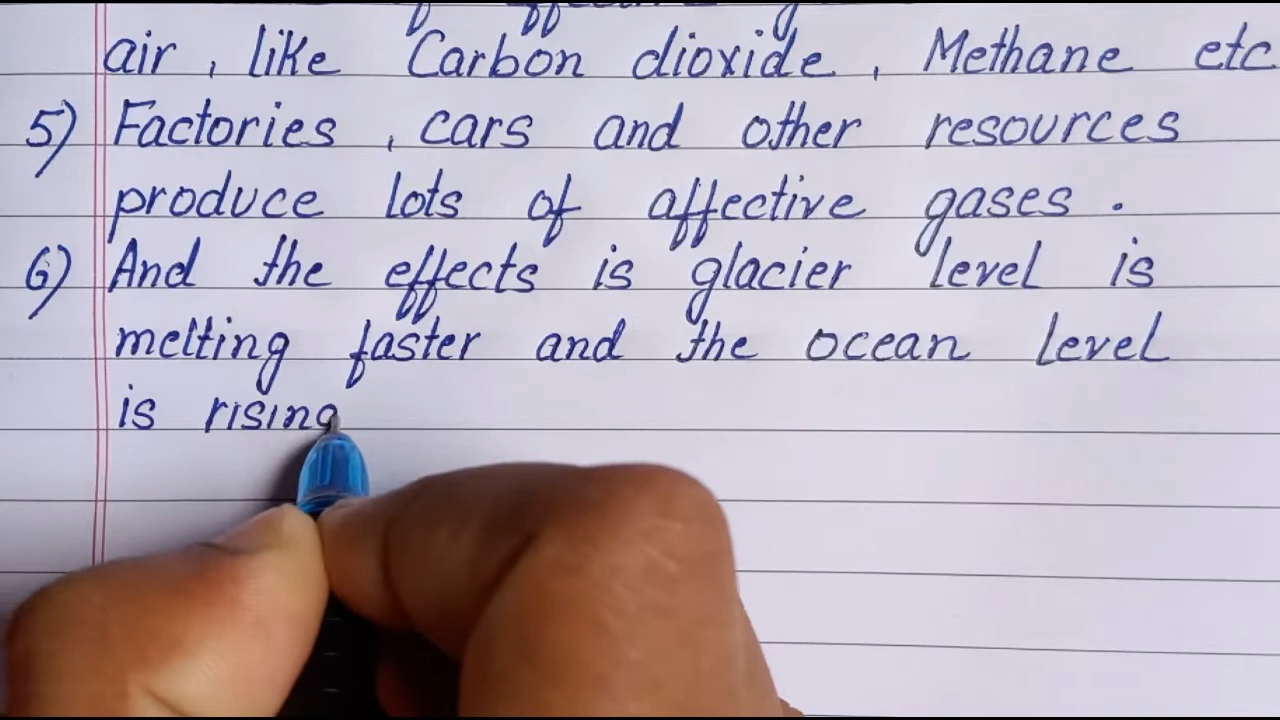 air, like Carbon dioxide, Methane etc
5) Factories, cars and other resources
produce lots of affective gases.
6) And the effects is glacier level is
melting faster and the ocean level
is rising